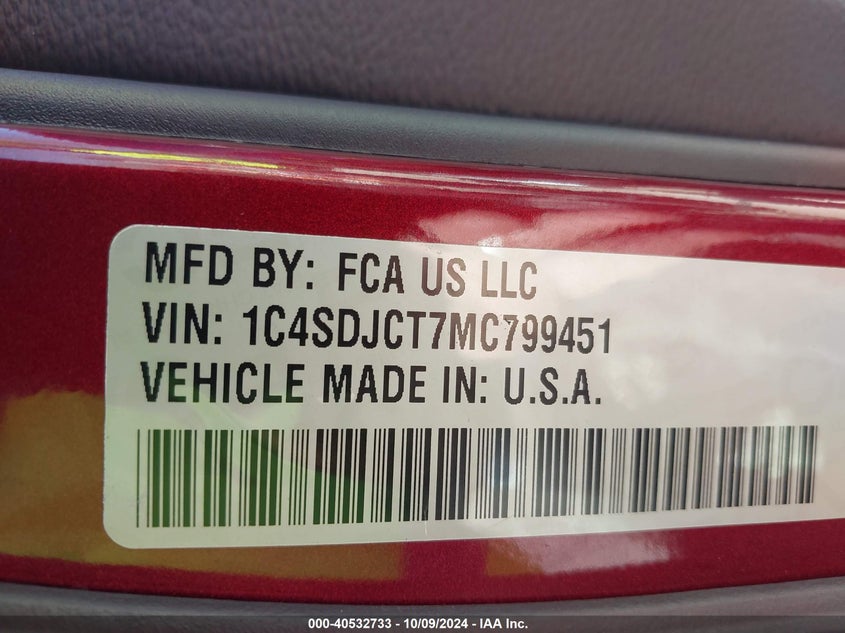 MFD BY: FCA US LLC
VIN: 1C4SDJCT7MC799451
VEHICLE MADE IN: U.S.A.
000-40532733 - 10/09/2024 - IAA Inc.